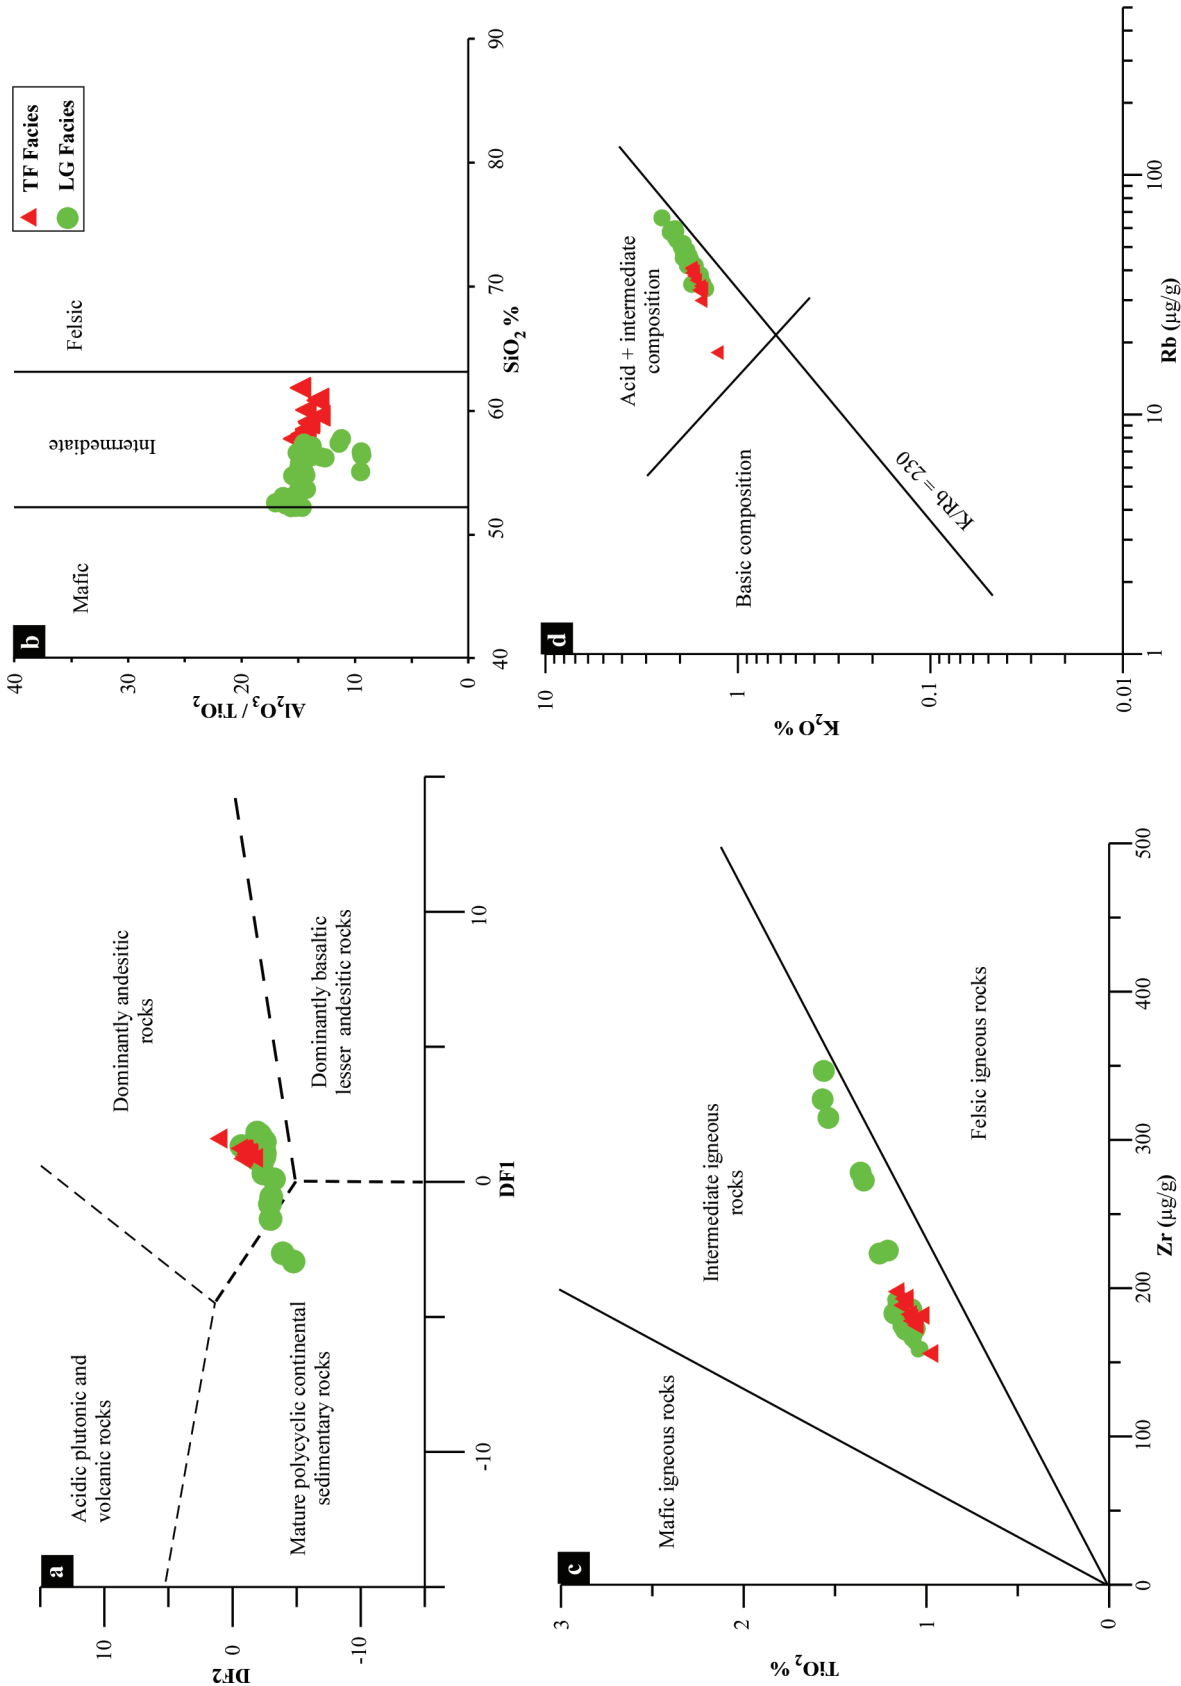 a
DF2
10
0
-10
Acidic plutonic and
volcanic rocks
Dominantly andesitic
rocks
Mature polycyclic continental
sedimentary rocks
Dominantly basaltic
lesser andesitic rocks
-10
0
10
DF1
b
Al2O3 / TiO2
40
30
20
10
0
Mafic
Intermediate
Felsic
TF Facies
LG Facies
40
50
60
70
80
90
SiO2 %
c
TiO2 %
3
2
1
0
Mafic igneous rocks
Intermediate igneous
rocks
Felsic igneous rocks
0
100
200
300
400
500
Zr (µg/g)
d
K2O %
10
1
0.1
0.01
Acid + intermediate
composition
Basic composition
K/Rb = 230
1
10
100
Rb (µg/g)